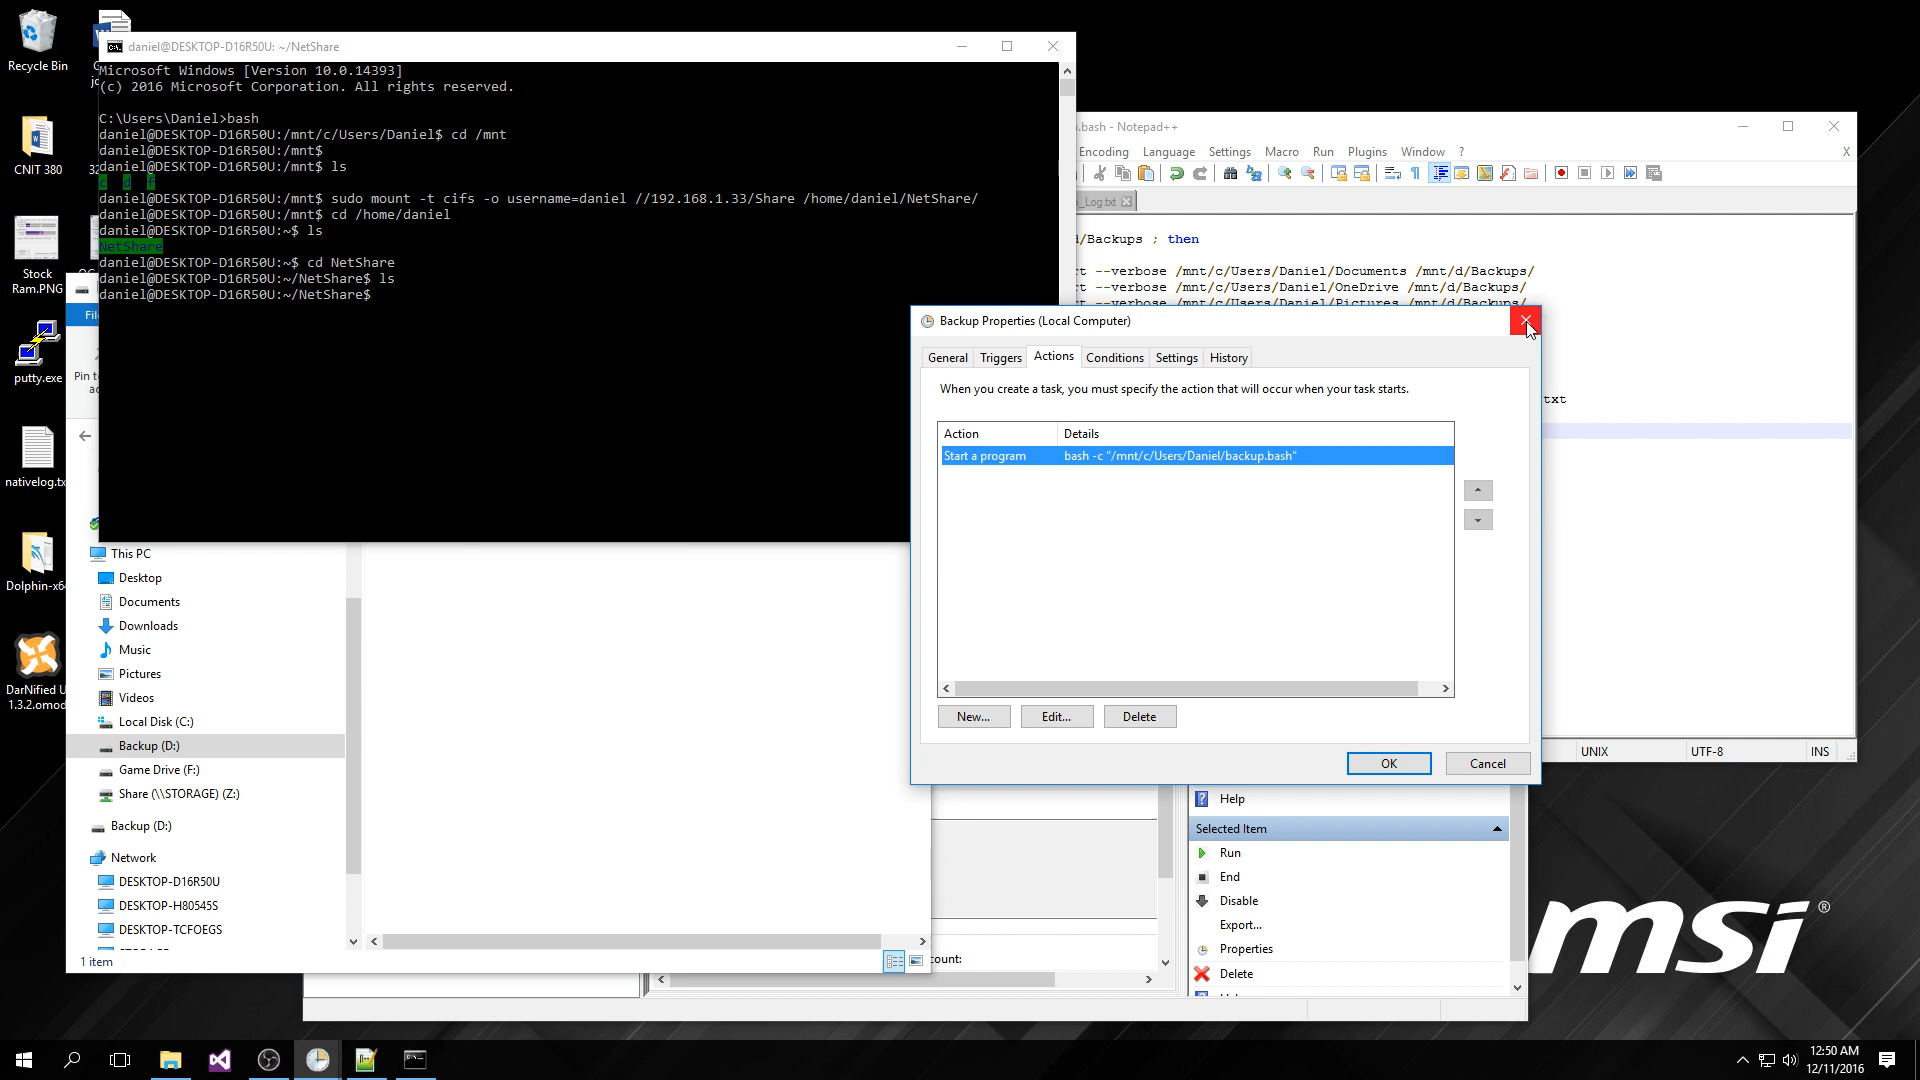 Recycle Bin
CNIT 380
Stock
Ram.PNG
putty.exe
nativelog.tx
Dolphin-x6
DarNified U
1.3.2.omod
daniel@DESKTOP-D16R50U: ~/NetShare
Microsoft Windows [Version 10.0.14393]
(c) 2016 Microsoft Corporation. All rights reserved.
C:\Users\Daniel>bash
daniel@DESKTOP-D16R50U:/mnt/c/Users/Daniel$ cd /mnt
daniel@DESKTOP-D16R50U:/mnt$
daniel@DESKTOP-D16R50U:/mnt$ ls
c d f
daniel@DESKTOP-D16R50U:/mnt$ sudo mount -t cifs -o username=daniel //192.168.1.33/Share /home/daniel/NetShare/
daniel@DESKTOP-D16R50U:/mnt$ cd /home/daniel
daniel@DESKTOP-D16R50U:~$ ls
NetShare
daniel@DESKTOP-D16R50U:~$ cd NetShare
daniel@DESKTOP-D16R50U:~/NetShare$ ls
daniel@DESKTOP-D16R50U:~/NetShare$
.bash - Notepad++
Encoding Language Settings Macro Run Plugins Window ? X
_Log.txt
/Backups ; then
t --verbose /mnt/c/Users/Daniel/Documents /mnt/d/Backups/
t --verbose /mnt/c/Users/Daniel/OneDrive /mnt/d/Backups/
t --verbose /mnt/c/Users/Daniel/Pictures /mnt/d/Backups/
txt
UNIX UTF-8 INS
Backup Properties (Local Computer)
General Triggers Actions Conditions Settings History
When you create a task, you must specify the action that will occur when your task starts.
Action Details
Start a program bash -c "/mnt/c/Users/Daniel/backup.bash"
New... Edit... Delete
OK Cancel
Fil
Pin t
This PC
Desktop
Documents
Downloads
Music
Pictures
Videos
Local Disk (C:)
Backup (D:)
Game Drive (F:)
Share (\\STORAGE) (Z:)
Backup (D:)
Network
DESKTOP-D16R50U
DESKTOP-H80545S
DESKTOP-TCFOEGS
1 item
count:
Help
Selected Item
Run
End
Disable
Export...
Properties
Delete
msi ®
12:50 AM
12/11/2016